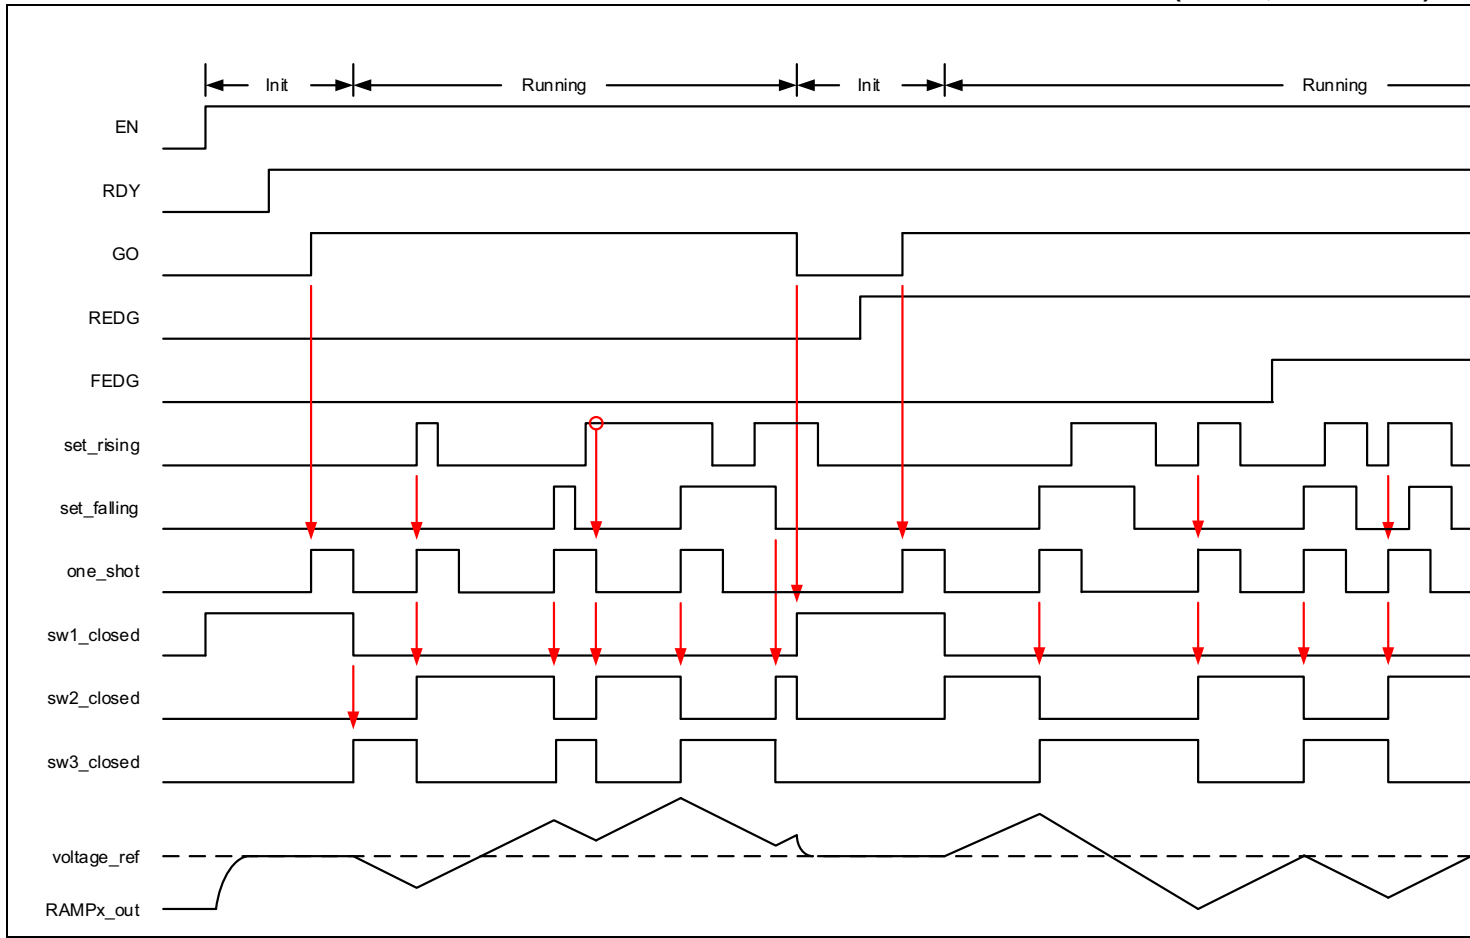 Init Running Init Running
EN
RDY
GO
REDG
FEDG
set_rising
set_falling
one_shot
sw1_closed
sw2_closed
sw3_closed
voltage_ref
RAMPx_out